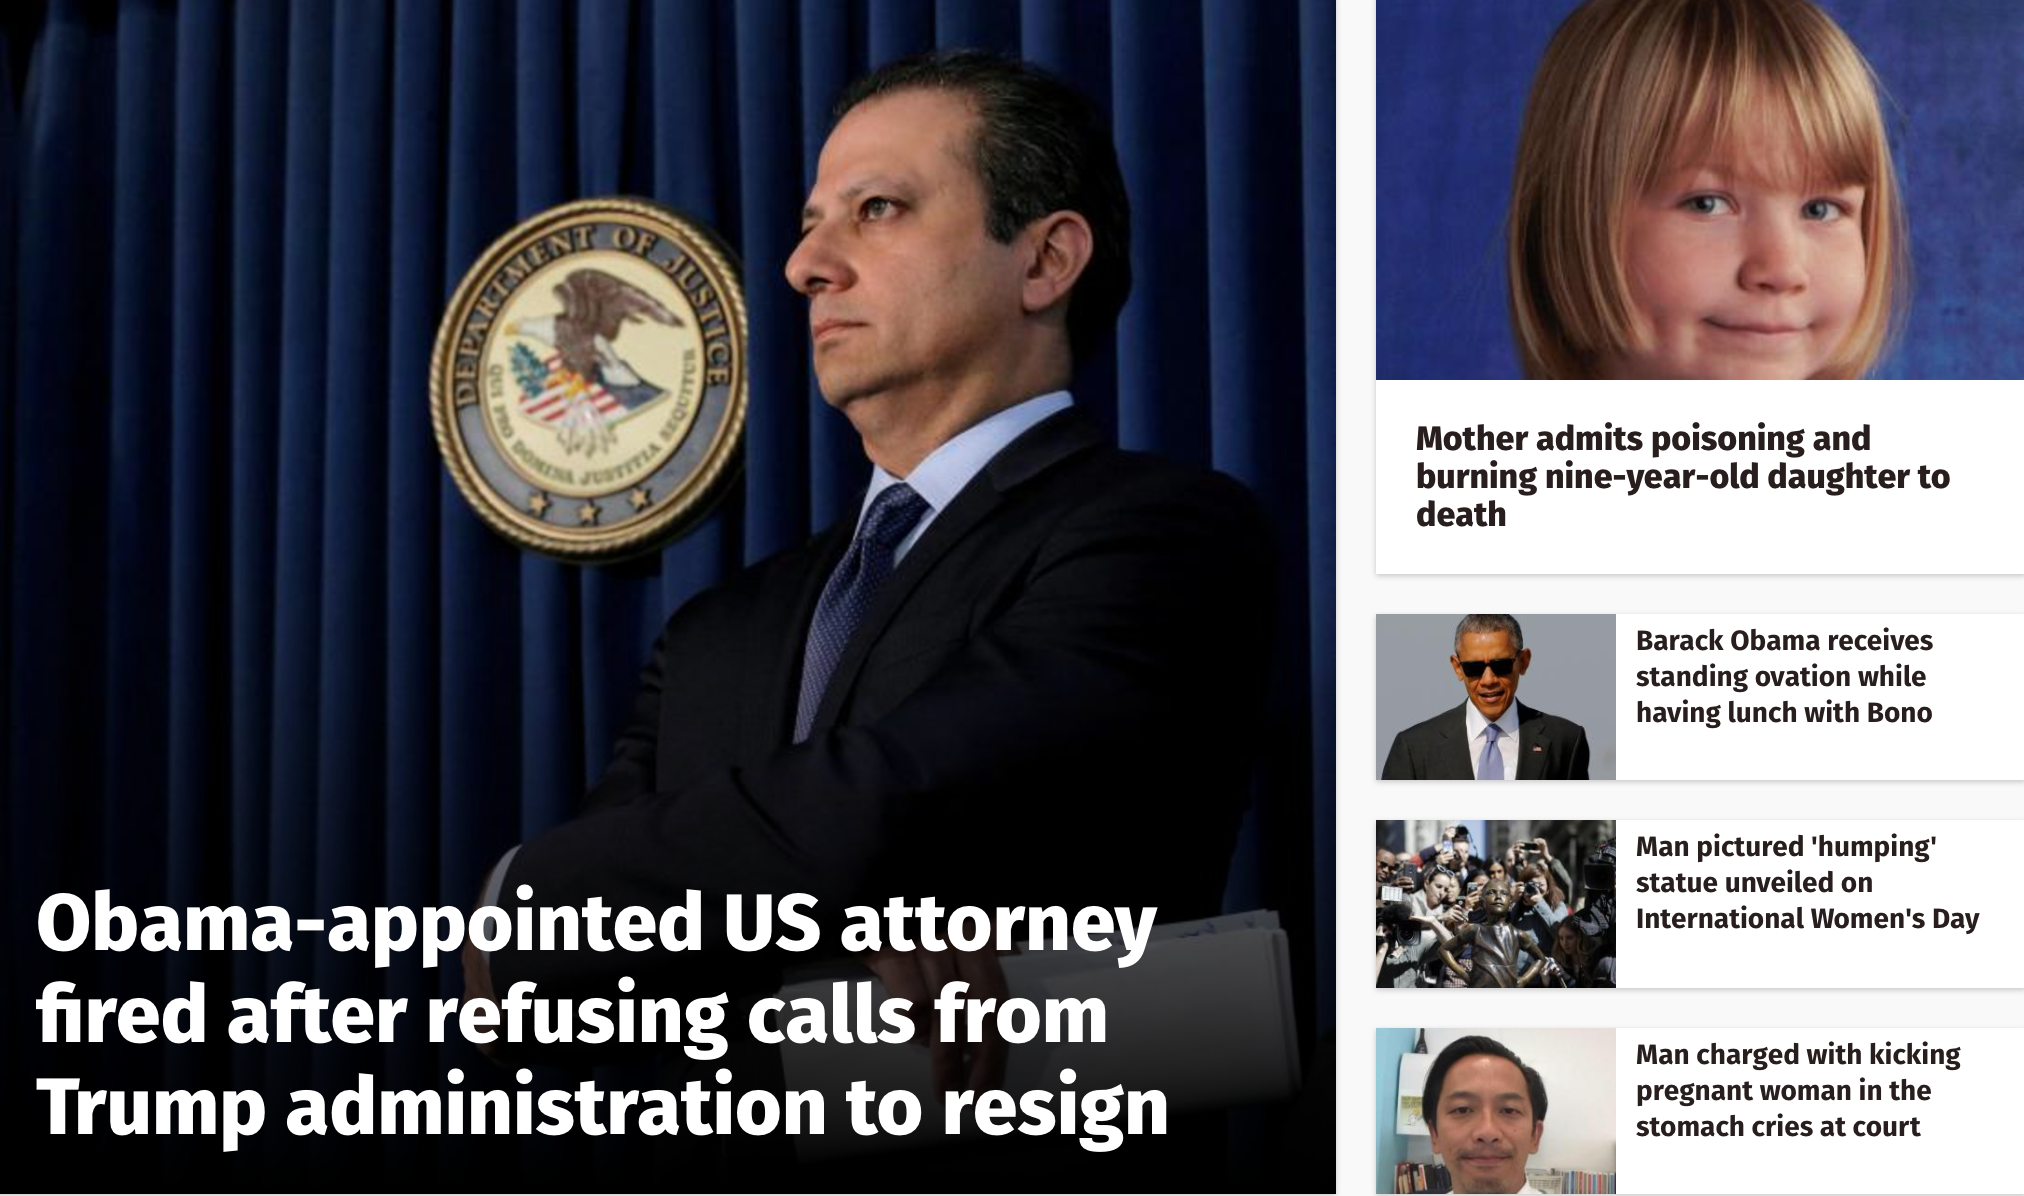 DEPARTMENT OF JUSTICE
QUI PRO DOMINA JUSTITIA SEQUITUR
Obama-appointed US attorney
fired after refusing calls from
Trump administration to resign
Mother admits poisoning and
burning nine-year-old daughter to
death
Barack Obama receives
standing ovation while
having lunch with Bono
Man pictured 'humping'
statue unveiled on
International Women's Day
Man charged with kicking
pregnant woman in the
stomach cries at court